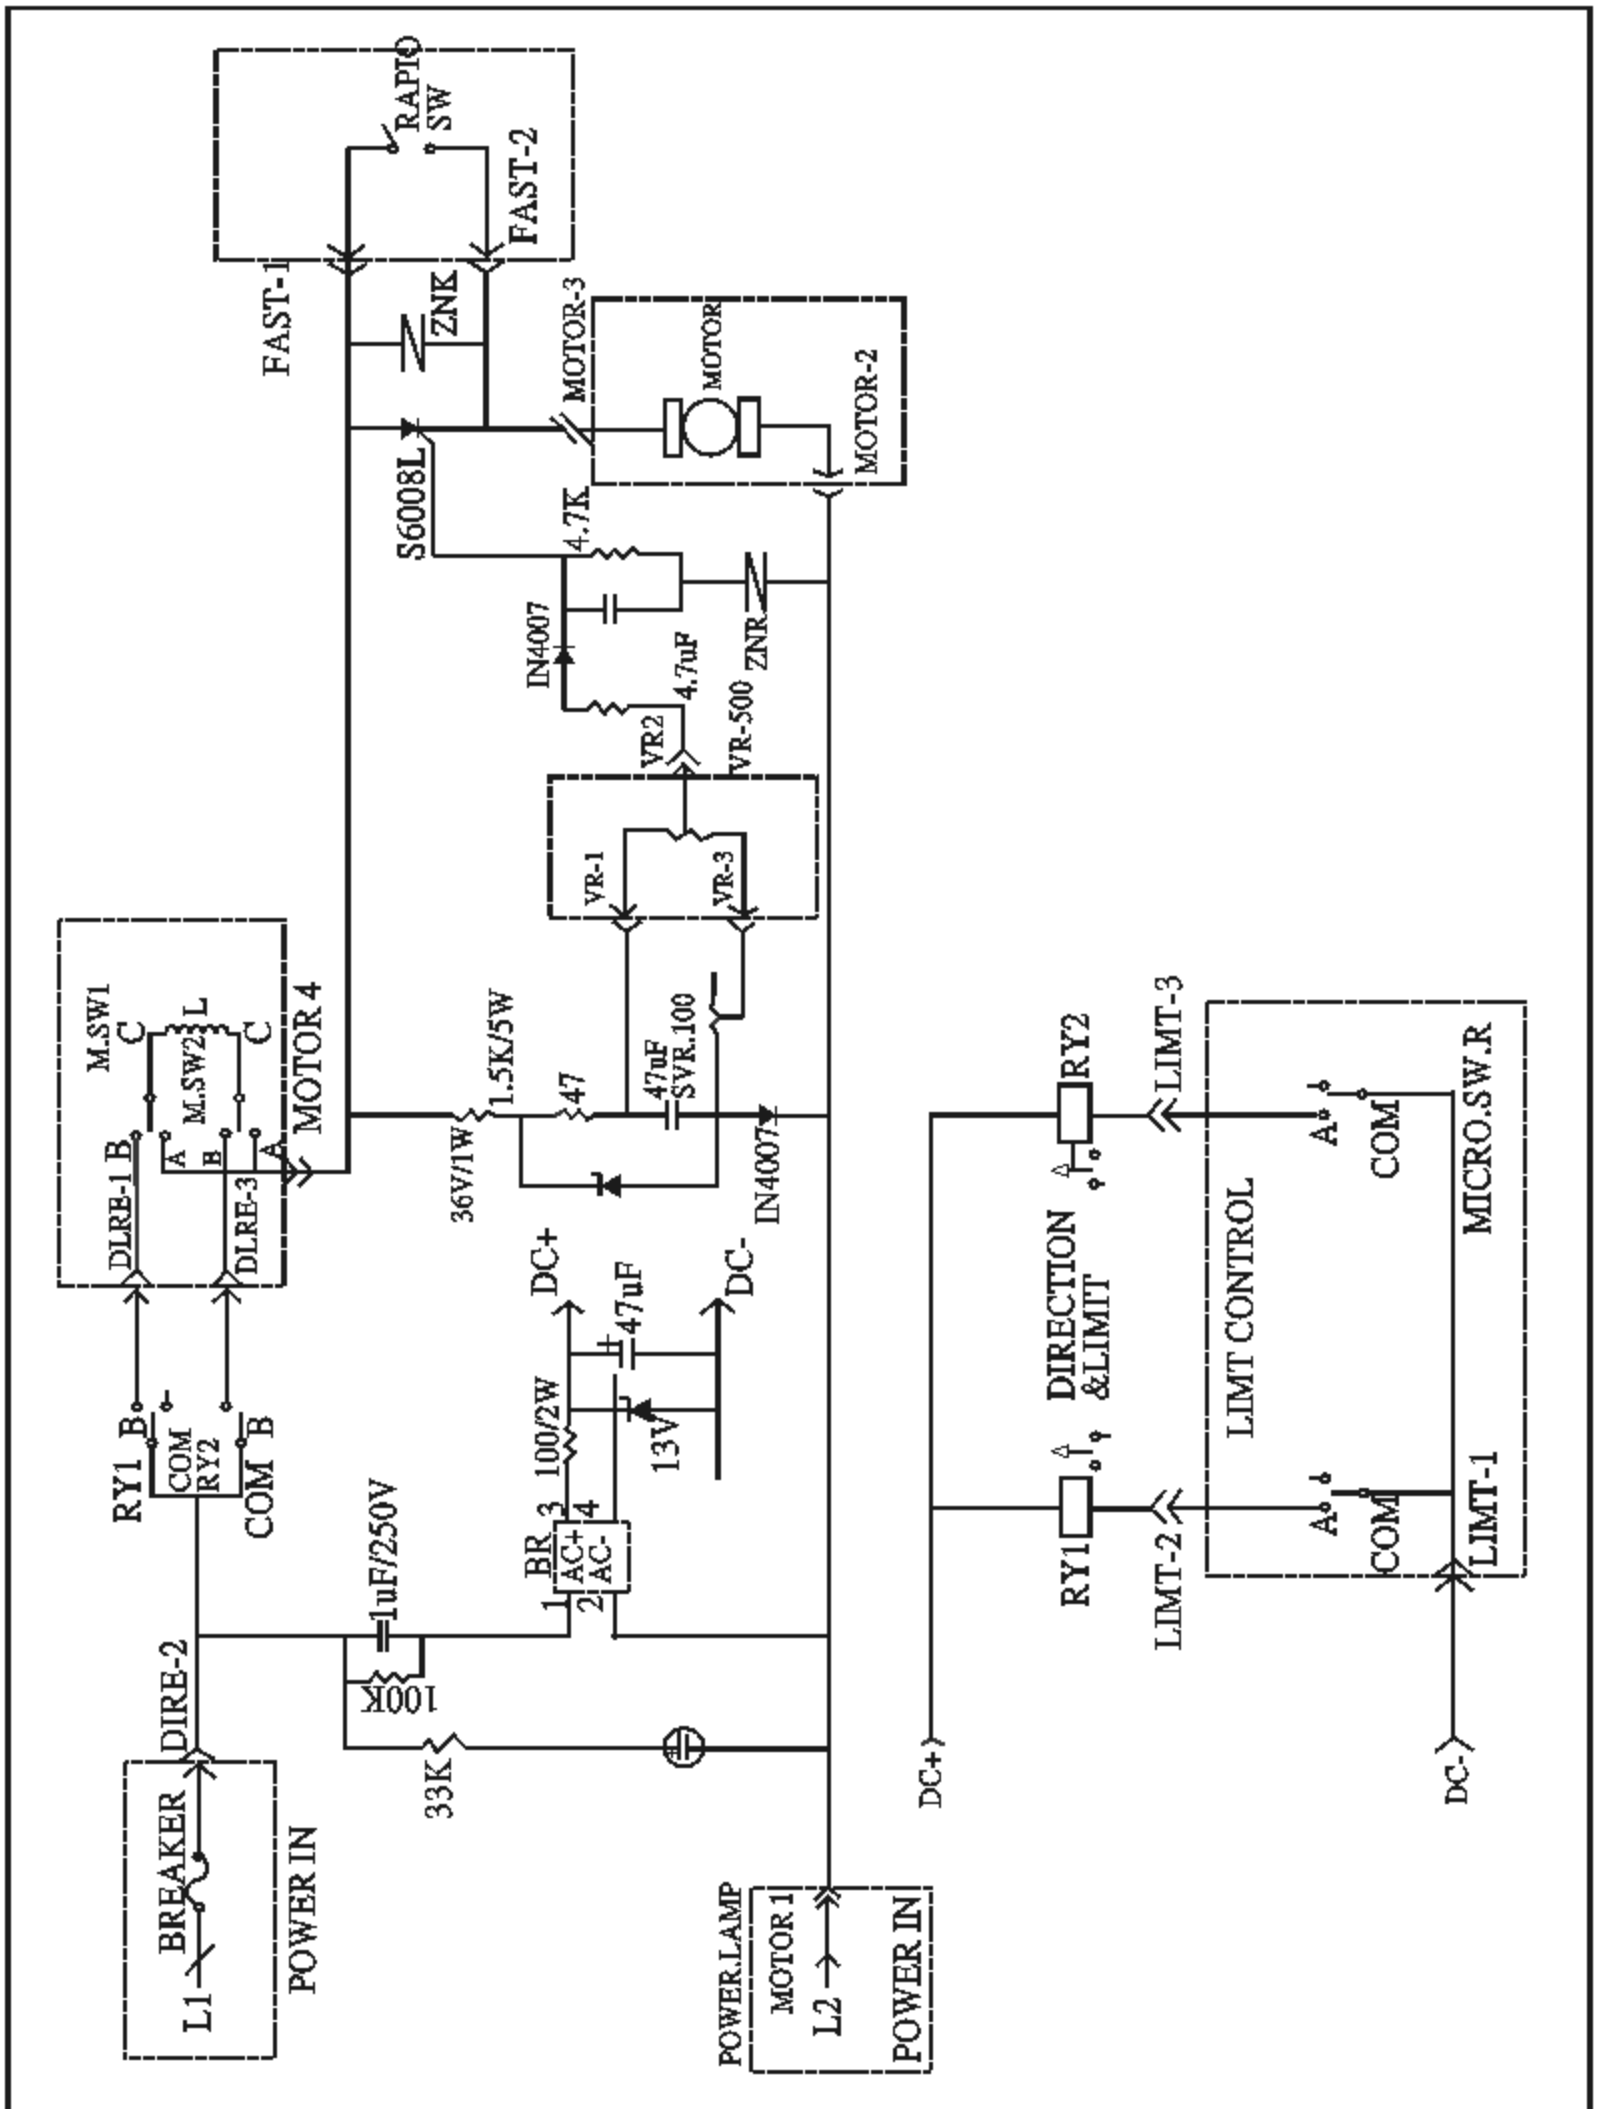 L1
BREAKER
POWER IN
DIRE-2
RY1
B
COM
RY2
COM
B
DLRE-1
B
A
B
DLRE-3
A
M.SW1
C
M.SW2
L
C
MOTOR 4
FAST-1
RAPIO
SW
FAST-2
ZNK
S6008L
MOTOR-3
MOTOR
MOTOR-2
4.7K
IN4007
4.7uF
ZNR
VR2
VR-500
VR-1
VR-3
1.5K/5W
36V/1W
47
47uF
SVR.100
IN4007
DC+
DC-
47uF
100/2W
13V
BR
1
2
AC+
AC-
3
4
1uF/250V
100K
33K
POWER.LAMP
MOTOR 1
L2
POWER IN
DC+
RY1
RY2
DIRECTION
&LIMIT
LIMT-2
LIMT-3
LIMT CONTROL
A
COM
A
COM
LIMT-1
MICRO.SW.R
DC-